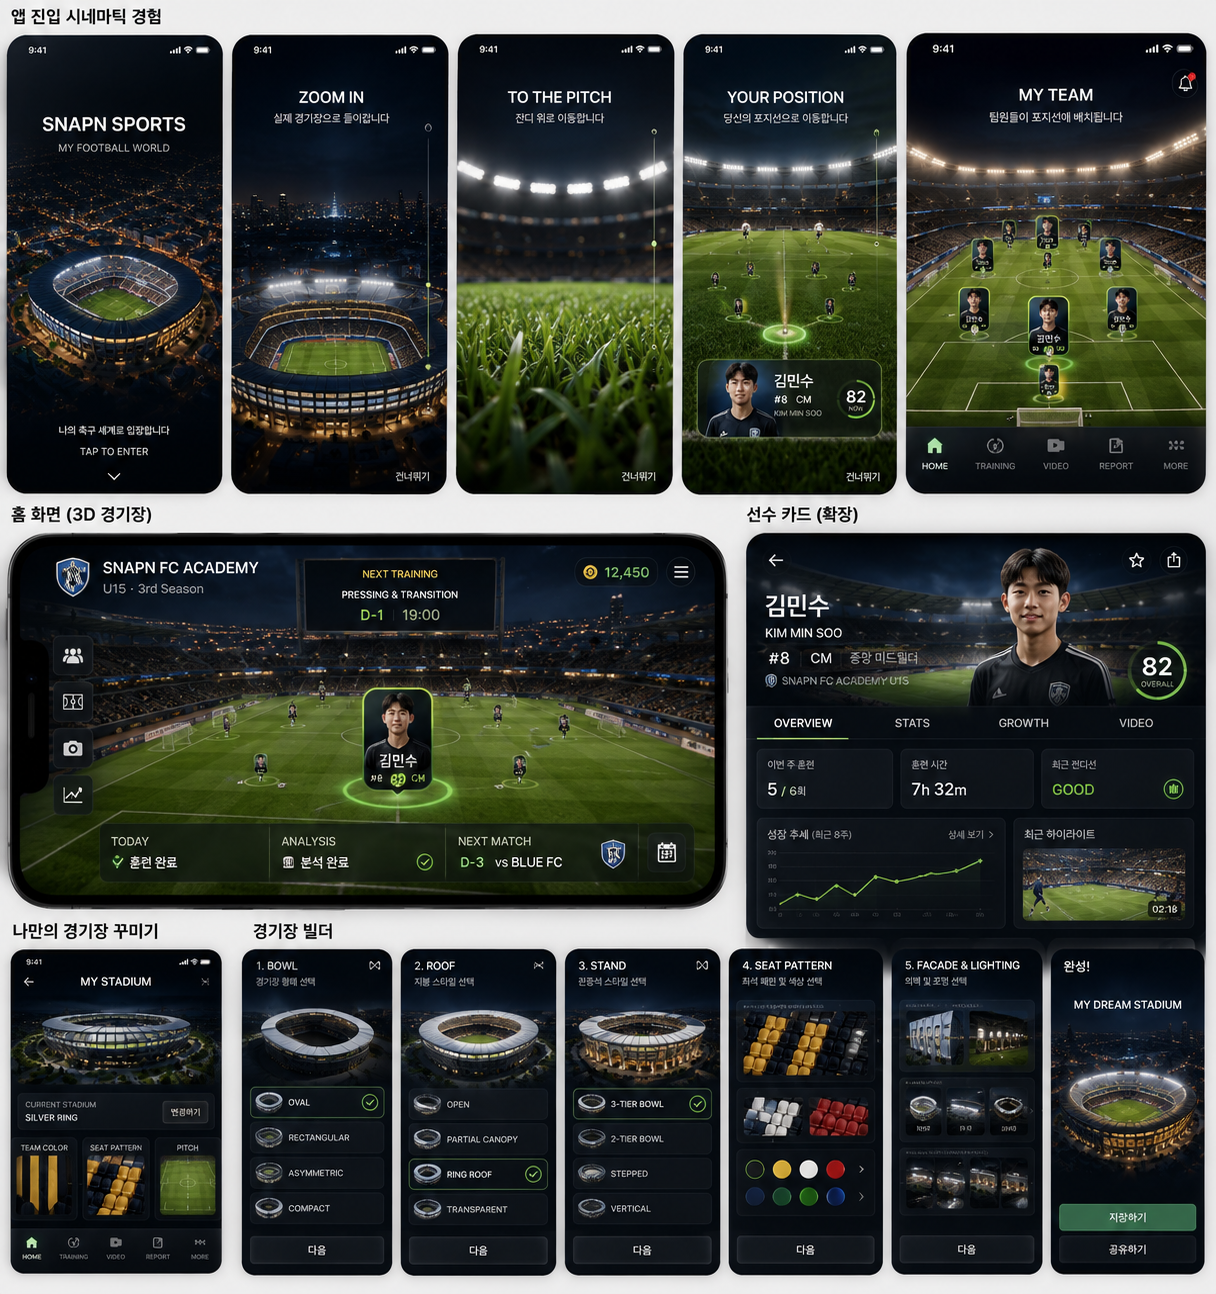 앱 진입 시네마틱 경험
9:41
SNAPN SPORTS
MY FOOTBALL WORLD
나의 축구 세계로 입장합니다
TAP TO ENTER
9:41
ZOOM IN
실제 경기장으로 들이갑니다
건너뛰기
9:41
TO THE PITCH
잔디 위로 이동합니다
건너뛰기
9:41
YOUR POSITION
당신의 포지션으로 이동합니다
김민수
#8 CM
KIM MIN SOO
82
NOW
건너뛰기
9:41
MY TEAM
팀원들이 포지션에 배치됩니다
김민수
HOME
TRAINING
VIDEO
REPORT
MORE
홈 화면 (3D 경기장)
SNAPN FC ACADEMY
U15 · 3rd Season
NEXT TRAINING
PRESSING & TRANSITION
D-1 19:00
12,450
김민수
TODAY
훈련 완료
ANALYSIS
분석 완료
NEXT MATCH
D-3 vs BLUE FC
선수 카드 (확장)
김민수
KIM MIN SOO
#8 CM
SNAPN FC ACADEMY U15
82
OVERALL
OVERVIEW
STATS
GROWTH
VIDEO
이번 주
5 / 6회
훈련 시간
7h 32m
최근 컨디션
GOOD
성장 추세 (최근 8주)
상세 보기
최근 하이라이트
02:18
나만의 경기장 꾸미기
9:41
MY STADIUM
CURRENT STADIUM
SILVER RING
변경하기
TEAM COLOR
SEAT PATTERN
PITCH
HOME
TRAINING
VIDEO
REPORT
MORE
경기장 빌더
1. BOWL
경기장 형태 선택
OVAL
RECTANGULAR
ASYMMETRIC
COMPACT
다음
2. ROOF
지붕 스타일 선택
OPEN
PARTIAL CANOPY
RING ROOF
TRANSPARENT
다음
3. STAND
관중석 스타일 선택
3-TIER BOWL
2-TIER BOWL
STEPPED
VERTICAL
다음
4. SEAT PATTERN
좌석 패턴 및 색상 선택
다음
5. FACADE & LIGHTING
외벽 및 조명 선택
다음
완성!
MY DREAM STADIUM
저장하기
공유하기